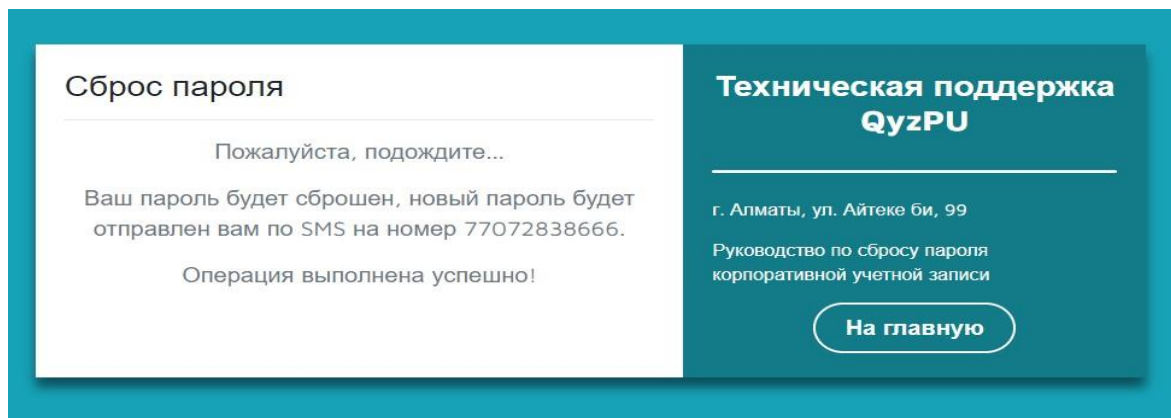 Сброс пароля
Пожалуйста, подождите...
Ваш пароль будет сброшен, новый пароль будет
отправлен вам по SMS на номер 77072838666.
Операция выполнена успешно!
Техническая поддержка
QyzPU
г. Алматы, ул. Айтеке би, 99
Руководство по сбросу пароля
корпоративной учетной записи
На главную